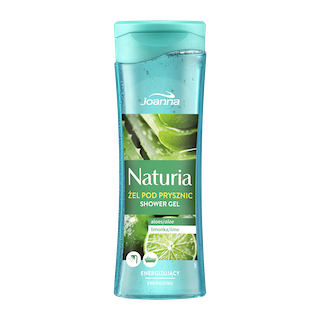 Joanna
Naturia
ŻEL POD PRYSZNIC
SHOWER GEL
aloes/aloe
limonka/lime
ENERGIZUJĄCY